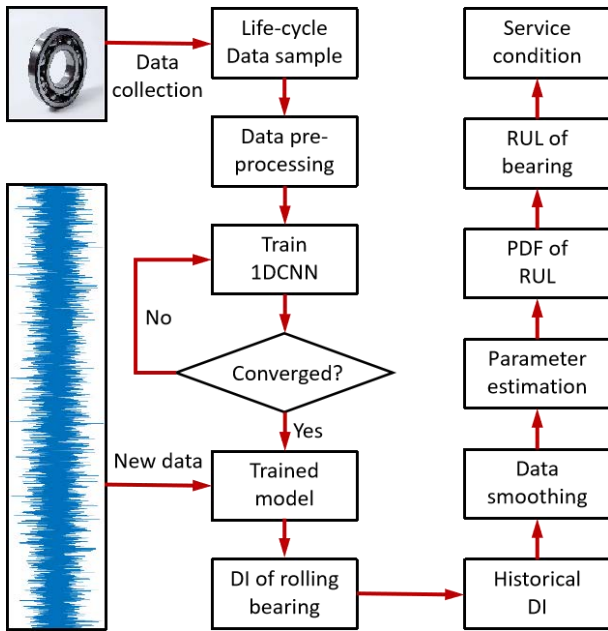 Data
collection
Life-cycle
Data sample
Data pre-
processing
Train
1DCNN
No
Converged?
Yes
New data
Trained
model
DI of rolling
bearing
Historical
DI
Data
smoothing
Parameter
estimation
PDF of
RUL
RUL of
bearing
Service
condition